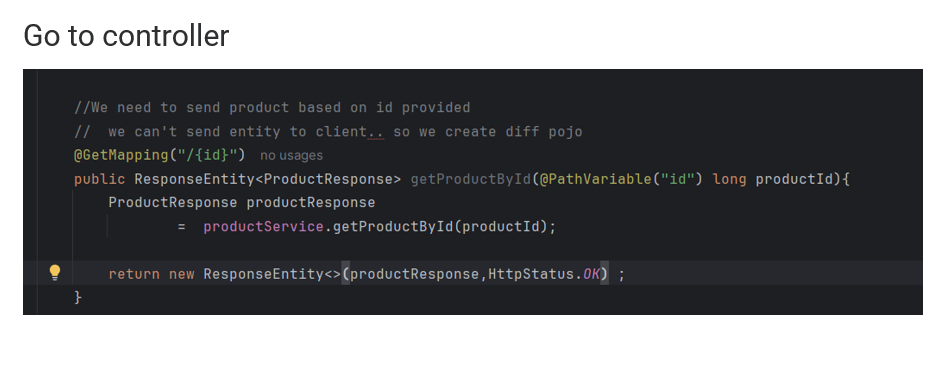 Go to controller
//We need to send product based on id provided
//  we can't send entity to client.. so we create diff pojo
@GetMapping("/{id}")  no usages
public ResponseEntity<ProductResponse> getProductById(@PathVariable("id") long productId){
    ProductResponse productResponse
            =  productService.getProductById(productId);
    return new ResponseEntity<>(productResponse,HttpStatus.OK) ;
}